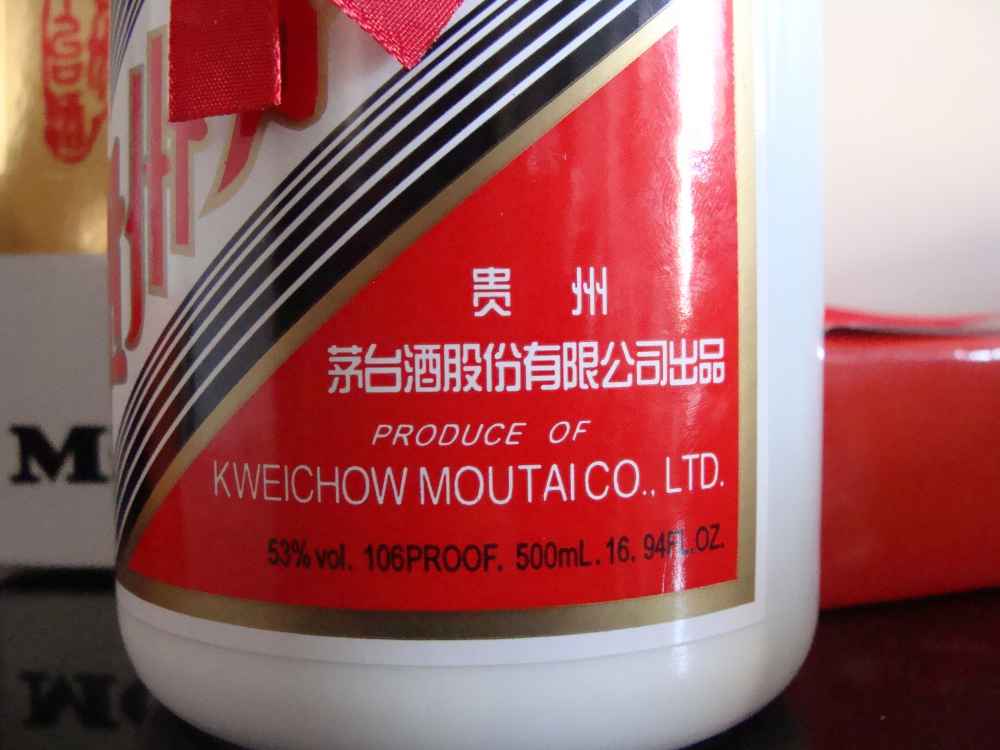 贵 州
茅台酒股份有限公司出品
PRODUCE OF
KWEICHOW MOUTAI CO., LTD.
53% vol. 106PROOF. 500mL. 16. 94FL.OZ.